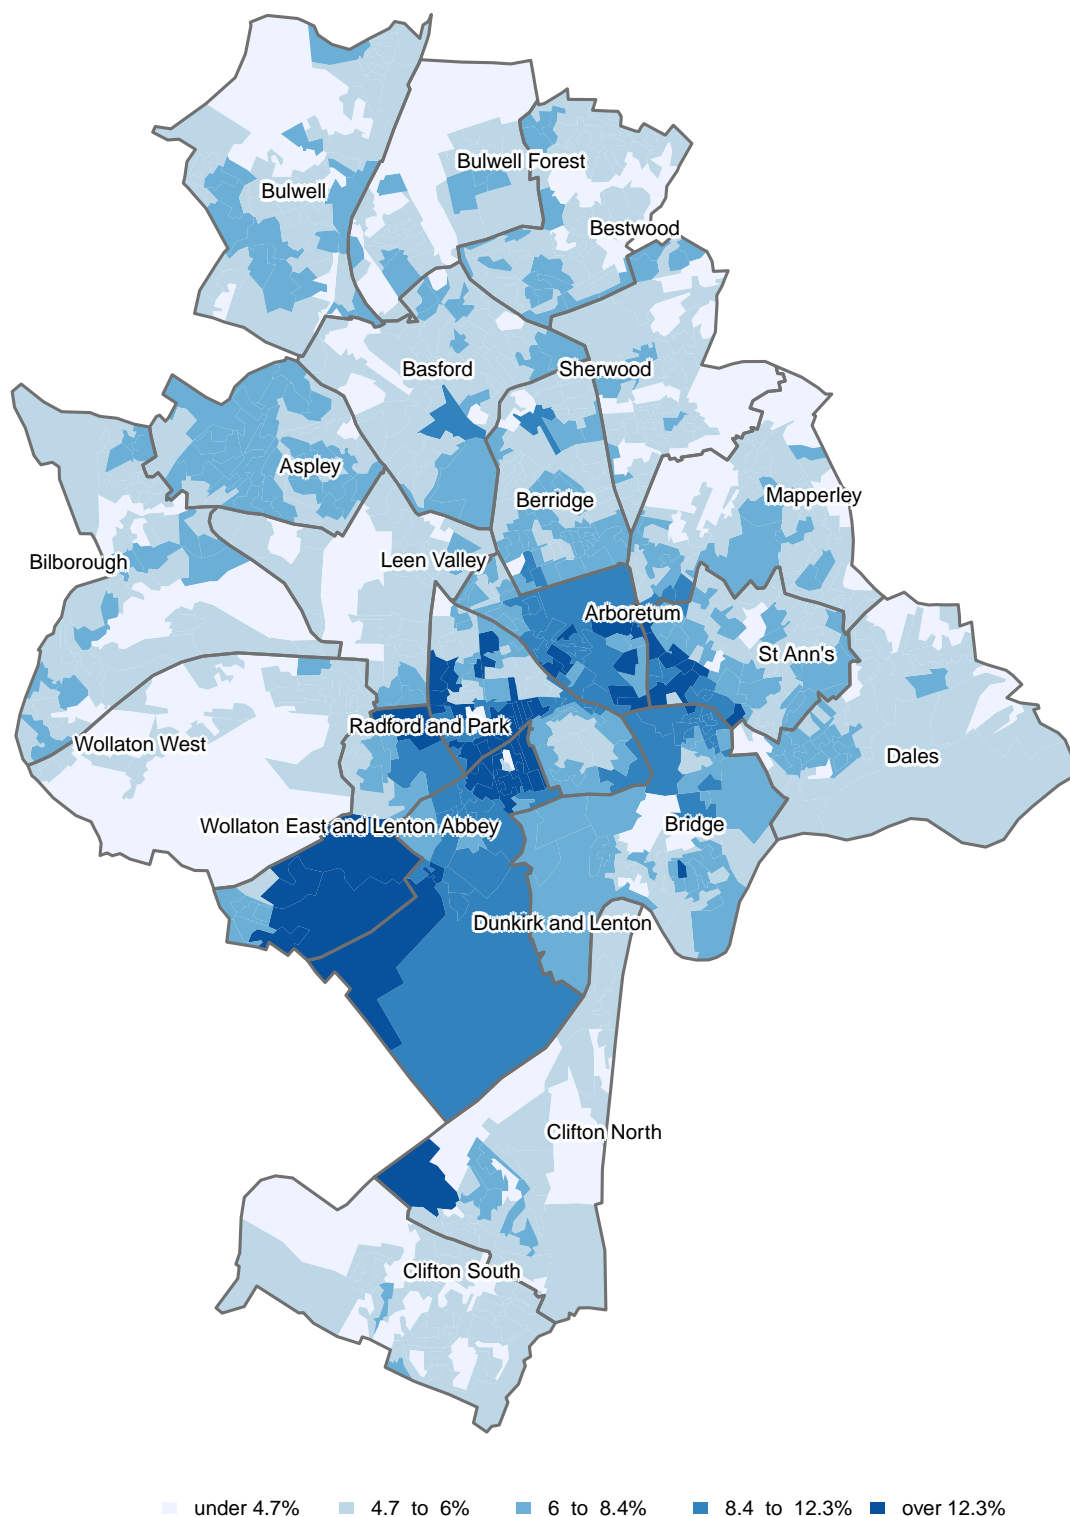 Bulwell Forest
Bulwell
Bestwood
Basford
Sherwood
Aspley
Mapperley
Berridge
Bilborough
Leen Valley
Arboretum
St Ann's
Radford and Park
Wollaton West
Dales
Bridge
Wollaton East and Lenton Abbey
Dunkirk and Lenton
Clifton North
Clifton South
under 4.7% 4.7 to 6% 6 to 8.4% 8.4 to 12.3% over 12.3%